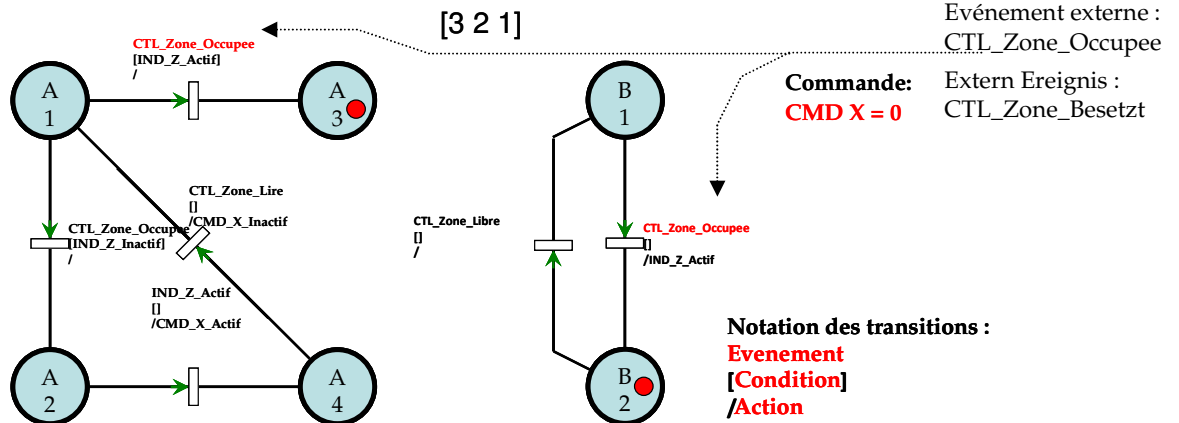 [3 2 1]
Evénement externe :
CTL_Zone_Occupee
Extern Ereignis :
CTL_Zone_Besetzt
Commande:
CMD X = 0
CTL_Zone_Occupee
[IND_Z_Actif]
/
A
1
A
3
B
1
CTL_Zone_Lire
[]
/CMD_X_Inactif
CTL_Zone_Occupee
[IND_Z_Inactif]
/
CTL_Zone_Libre
[]
/
CTL_Zone_Occupee
[]
/IND_Z_Actif
IND_Z_Actif
[]
/CMD_X_Actif
A
2
A
4
B
2
Notation des transitions :
Evenement
[Condition]
/Action